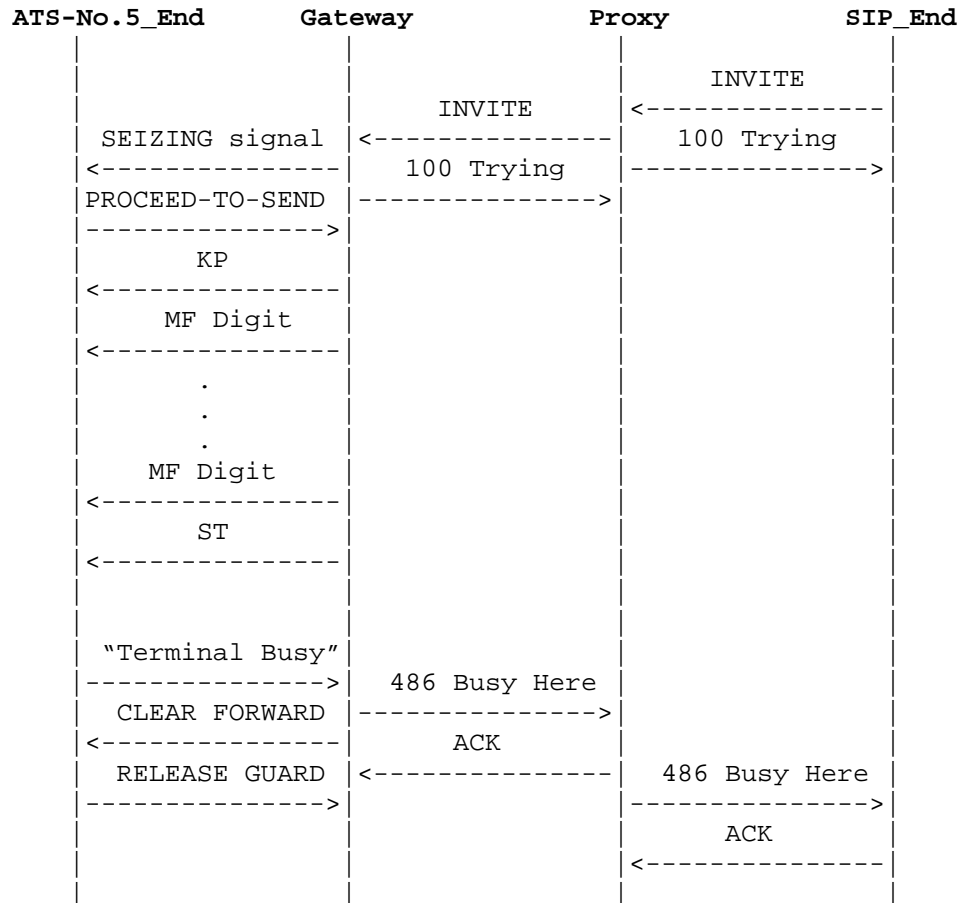 ATS-No.5_End Gateway Proxy SIP_End
INVITE
INVITE
SEIZING signal 100 Trying
100 Trying
PROCEED-TO-SEND
KP
MF Digit
.
.
.
MF Digit
ST
“Terminal Busy”
486 Busy Here
CLEAR FORWARD
ACK
RELEASE GUARD 486 Busy Here
ACK